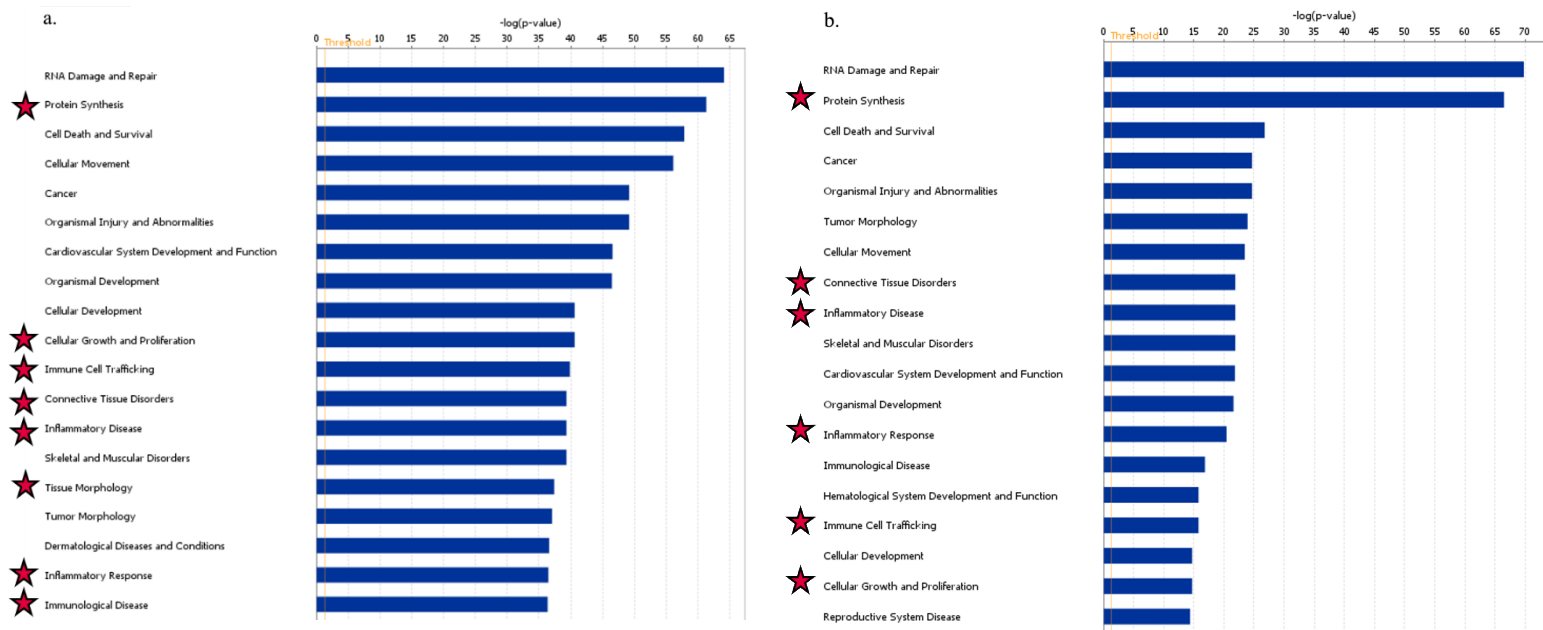 a.
-log(p-value)
0 5 10 15 20 25 30 35 40 45 50 55 60 65
Threshold
RNA Damage and Repair
Protein Synthesis
Cell Death and Survival
Cellular Movement
Cancer
Organismal Injury and Abnormalities
Cardiovascular System Development and Function
Organismal Development
Cellular Development
Cellular Growth and Proliferation
Immune Cell Trafficking
Connective Tissue Disorders
Inflammatory Disease
Skeletal and Muscular Disorders
Tissue Morphology
Tumor Morphology
Dermatological Diseases and Conditions
Inflammatory Response
Immunological Disease
b.
-log(p-value)
0 5 10 15 20 25 30 35 40 45 50 55 60 65 70
Threshold
RNA Damage and Repair
Protein Synthesis
Cell Death and Survival
Cancer
Organismal Injury and Abnormalities
Tumor Morphology
Cellular Movement
Connective Tissue Disorders
Inflammatory Disease
Skeletal and Muscular Disorders
Cardiovascular System Development and Function
Organismal Development
Inflammatory Response
Immunological Disease
Hematological System Development and Function
Immune Cell Trafficking
Cellular Development
Cellular Growth and Proliferation
Reproductive System Disease